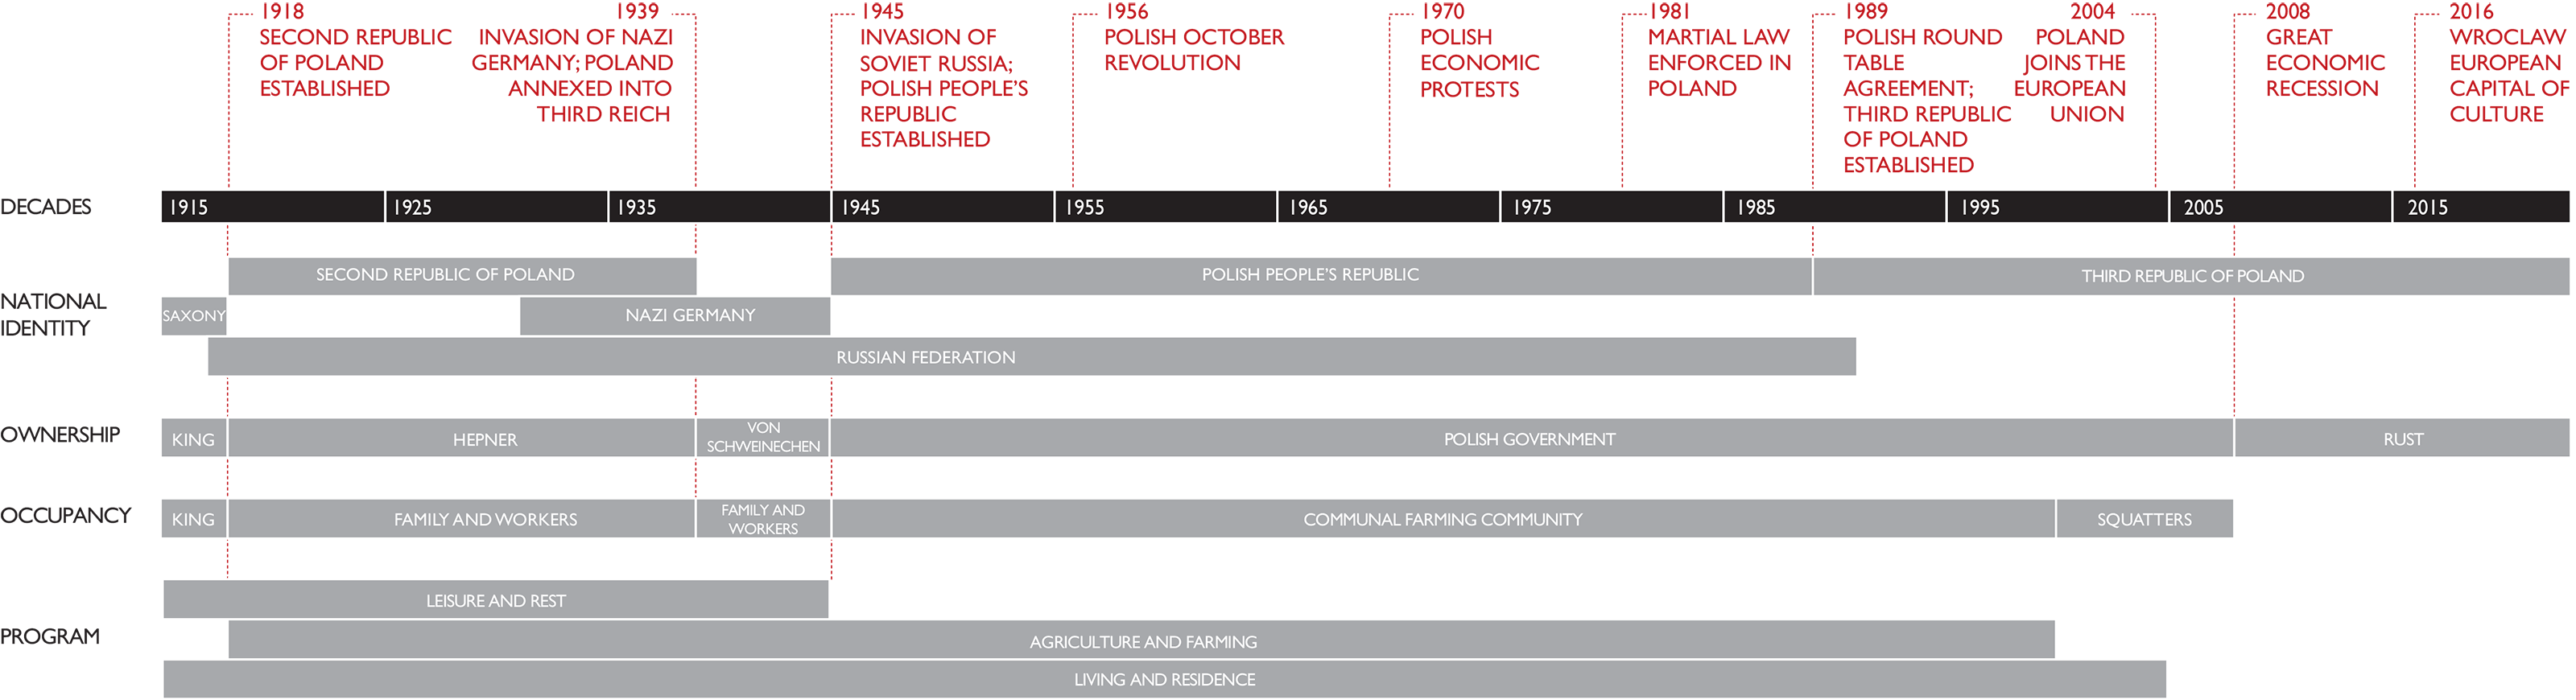 1918
SECOND REPUBLIC
OF POLAND
ESTABLISHED
1939
INVASION OF NAZI
GERMANY; POLAND
ANNEXED INTO
THIRD REICH
1945
INVASION OF
SOVIET RUSSIA;
POLISH PEOPLE'S
REPUBLIC
ESTABLISHED
1956
POLISH OCTOBER
REVOLUTION
1970
POLISH
ECONOMIC
PROTESTS
1981
MARTIAL LAW
ENFORCED IN
POLAND
1989
POLISH ROUND
TABLE
AGREEMENT;
THIRD REPUBLIC
OF POLAND
ESTABLISHED
2004
POLAND
JOINS THE
EUROPEAN
UNION
2008
GREAT
ECONOMIC
RECESSION
2016
WROCLAW
EUROPEAN
CAPITAL OF
CULTURE
DECADES
1915 1925 1935 1945 1955 1965 1975 1985 1995 2005 2015
NATIONAL
IDENTITY
SECOND REPUBLIC OF POLAND POLISH PEOPLE'S REPUBLIC THIRD REPUBLIC OF POLAND
SAXONY NAZI GERMANY
RUSSIAN FEDERATION
OWNERSHIP
KING HEPNER
VON
SCHWEINECHEN
POLISH GOVERNMENT RUST
OCCUPANCY
KING FAMILY AND WORKERS
FAMILY AND
WORKERS
COMMUNAL FARMING COMMUNITY SQUATTERS
PROGRAM
LEISURE AND REST
AGRICULTURE AND FARMING
LIVING AND RESIDENCE